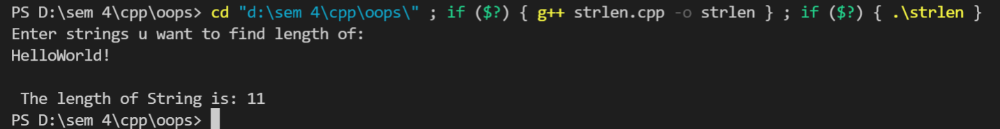 PS D:\sem 4\cpp\oops> cd "d:\sem 4\cpp\oops\" ; if ($?) { g++ strlen.cpp -o strlen } ; if ($?) { .\strlen }
Enter strings u want to find length of:
HelloWorld!
The length of String is: 11
PS D:\sem 4\cpp\oops>